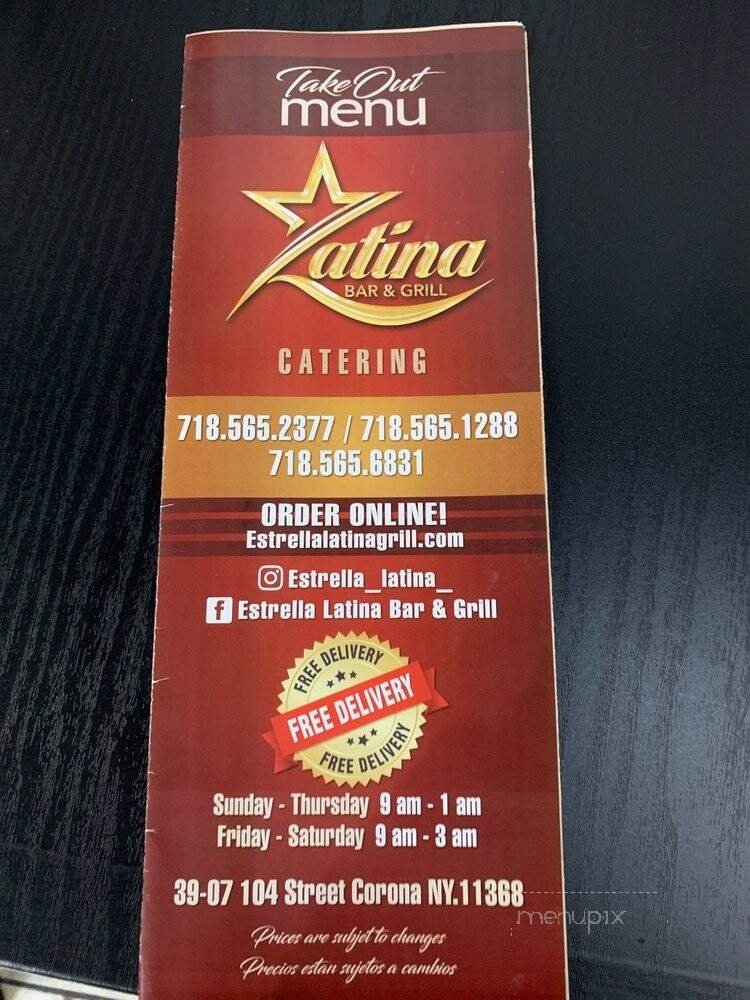 Take Out
menu
Latina
BAR & GRILL
CATERING
718.565.2377 / 718.565.1288
718.565.6831
ORDER ONLINE!
Estrellalatinagrill.com
Estrella_latina_
Estrella Latina Bar & Grill
FREE DELIVERY
FREE DELIVERY
FREE DELIVERY
Sunday - Thursday 9 am - 1 am
Friday - Saturday 9 am - 3 am
39-07 104 Street Corona NY.11368
menupix
Prices are subjet to changes
Precios estan sujetos a cambios